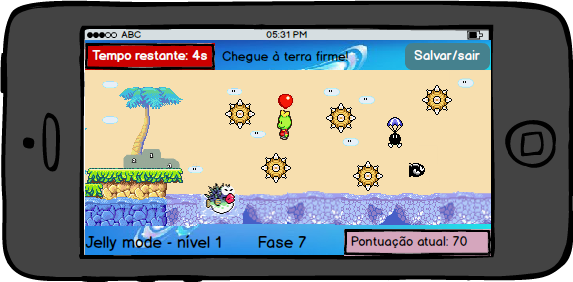 ABC 05:31 PM
Tempo restante: 4s Chegue à terra firme! Salvar/sair
Jelly mode - nível 1 Fase 7 Pontuação atual: 70